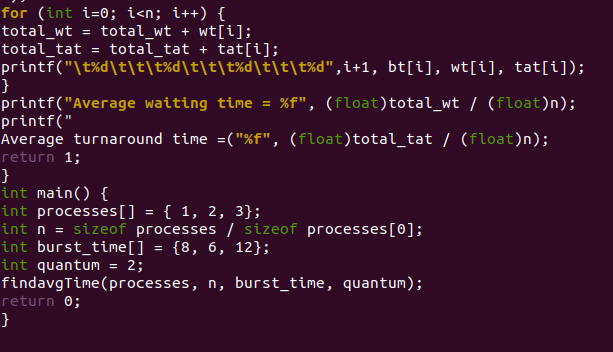 for (int i=0; i<n; i++) {
total_wt = total_wt + wt[i];
total_tat = total_tat + tat[i];
printf("\t%d\t\t\t%d\t\t\t%d\t\t\t%d",i+1, bt[i], wt[i], tat[i]);
}
printf("Average waiting time = %f", (float)total_wt / (float)n);
printf("
Average turnaround time =("%f", (float)total_tat / (float)n);
return 1;
}
int main() {
int processes[] = { 1, 2, 3};
int n = sizeof processes / sizeof processes[0];
int burst_time[] = {8, 6, 12};
int quantum = 2;
findavgTime(processes, n, burst_time, quantum);
return 0;
}